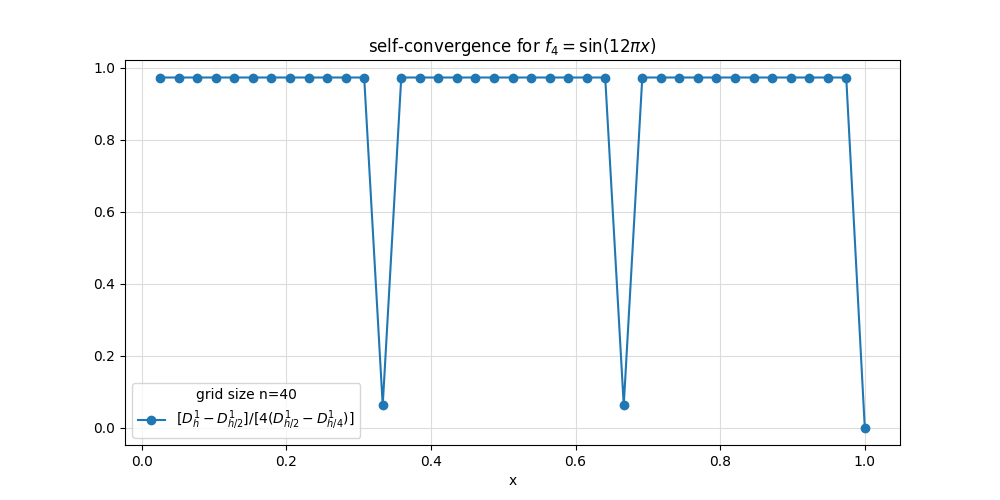 self-convergence for $f_4 = \sin(12\pi x)$
1.0
0.8
0.6
0.4
0.2
0.0
grid size n=40
$[D^1_h - D^1_{h/2}]/[4(D^1_{h/2} - D^1_{h/4})]$
0.0 0.2 0.4 0.6 0.8 1.0
x